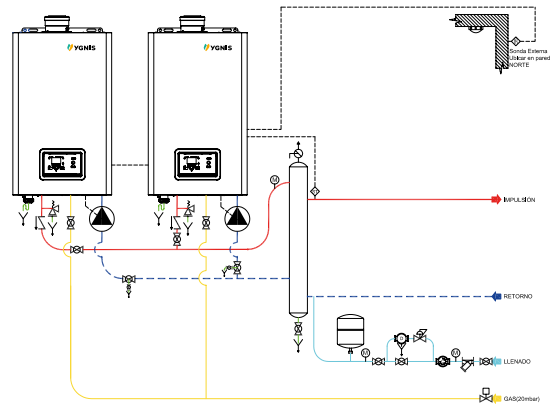 YGNIS
YGNIS
Sonda Externa
Ubicar en pared
NORTE
M
IMPULSIÓN
RETORNO
M
M
LLENADO
GAS(20mbar)